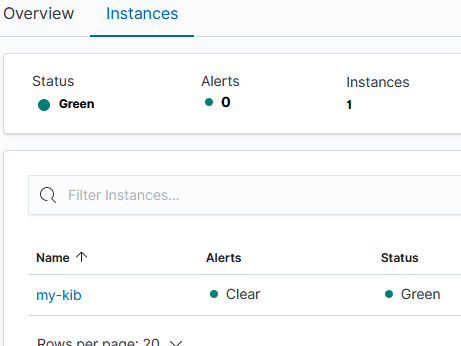 Overview Instances
Status Alerts Instances
Green 0 1
Filter Instances...
Name Alerts Status
my-kib Clear Green
Rows per page: 20